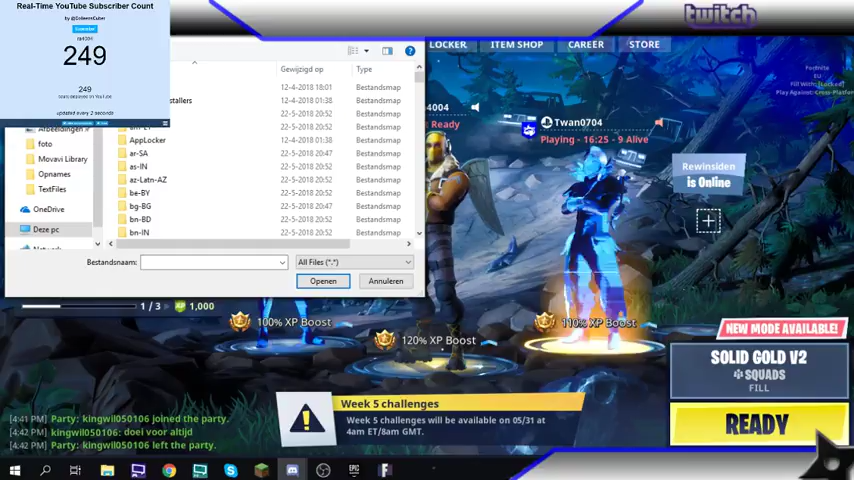 Real-Time YouTube Subscriber Count
249
249
updated every 2 seconds
twitch
LOCKER
ITEM SHOP
CAREER
STORE
Fortnite
EU
Gewijzigd op
Type
12-4-2018 18:01
Bestandsmap
stallers
12-4-2018 01:38
Bestandsmap
22-5-2018 20:52
Bestandsmap
22-5-2018 20:52
Bestandsmap
AppLocker
12-4-2018 01:38
Bestandsmap
ar-SA
22-5-2018 20:47
Bestandsmap
as-IN
22-5-2018 20:52
Bestandsmap
az-Latn-AZ
22-5-2018 20:52
Bestandsmap
be-BY
22-5-2018 20:52
Bestandsmap
bg-BG
22-5-2018 20:47
Bestandsmap
bn-BD
22-5-2018 20:52
Bestandsmap
bn-IN
22-5-2018 20:52
Bestandsmap
Afbeeldingen
foto
Movavi Library
Opnames
TextFiles
OneDrive
Deze pc
Bestandsnaam:
All Files (*.*)
Openen
Annuleren
4004
Ready
Twan0704
Playing - 16:25 - 9 Alive
Rewinsiden
is Online
1 / 3
XP
1,000
100% XP Boost
120% XP Boost
110% XP Boost
NEW MODE AVAILABLE!
SOLID GOLD V2
SQUADS
FILL
READY
Week 5 challenges
Week 5 challenges will be available on 05/31 at
4am ET/8am GMT.
[4:41 PM] Party: kingwil050106 joined the party.
[4:42 PM] kingwil050106: doei voor altijd
[4:42 PM] Party: kingwil050106 left the party.
EPIC